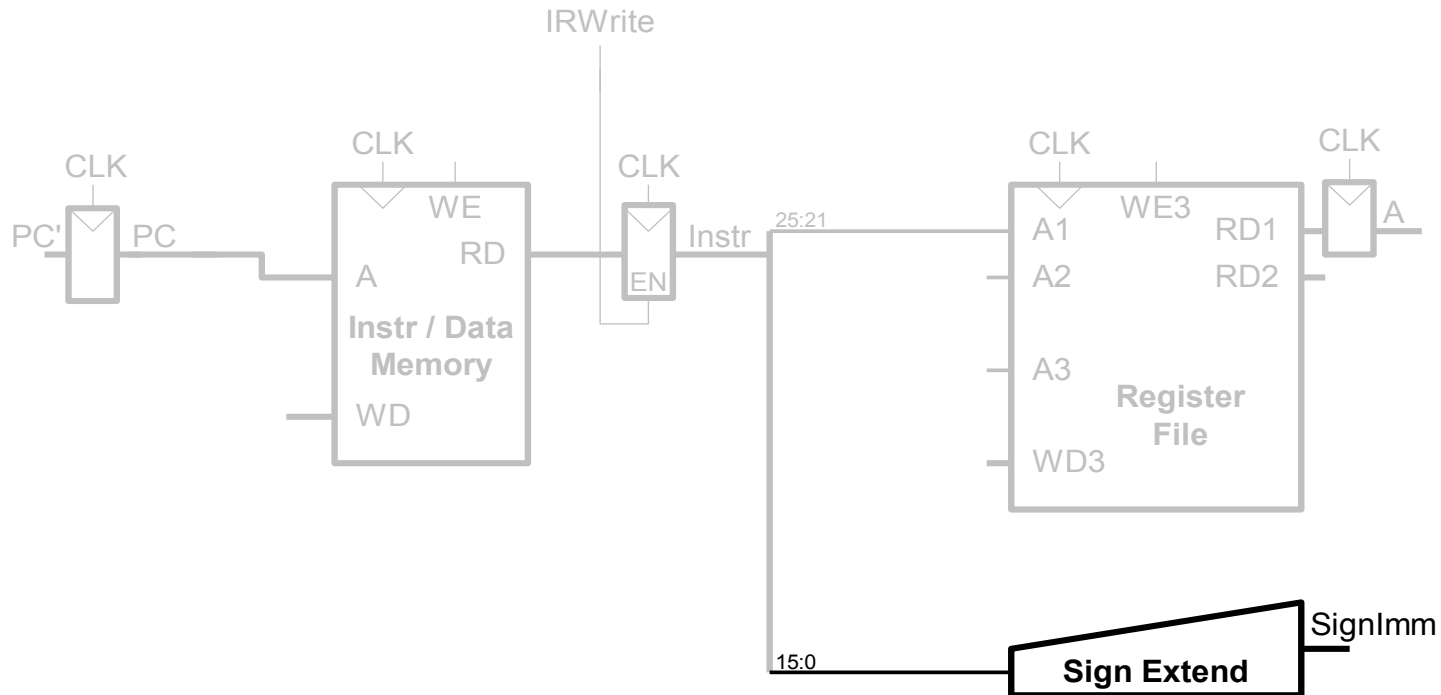 IRWrite
CLK
CLK
CLK
CLK
CLK
PC'
PC
WE
RD
A
Instr / Data
Memory
WD
EN
Instr
25:21
A1
A2
A3
WD3
WE3
RD1
RD2
Register
File
A
15:0
Sign Extend
SignImm